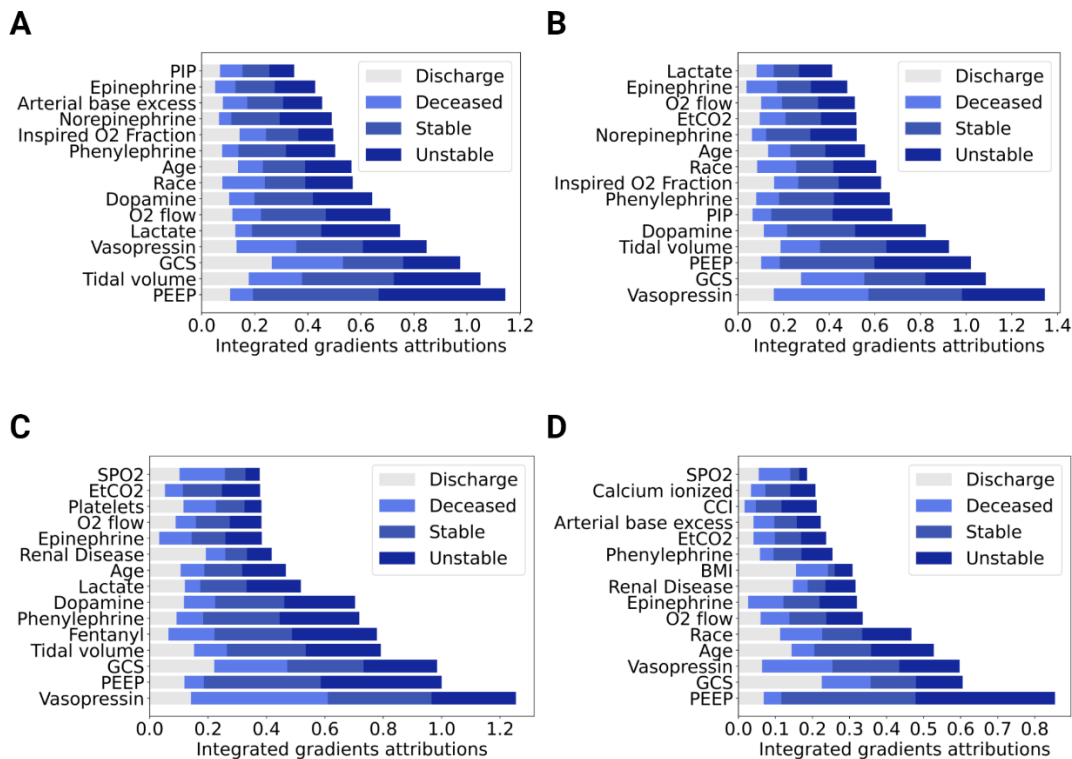 A
PIP
Epinephrine
Arterial base excess
Norepinephrine
Inspired O2 Fraction
Phenylephrine
Age
Race
Dopamine
O2 flow
Lactate
Vasopressin
GCS
Tidal volume
PEEP
Discharge
Deceased
Stable
Unstable
0.0 0.2 0.4 0.6 0.8 1.0 1.2
Integrated gradients attributions
B
Lactate
Epinephrine
O2 flow
EtCO2
Norepinephrine
Age
Race
Inspired O2 Fraction
Phenylephrine
PIP
Dopamine
Tidal volume
PEEP
GCS
Vasopressin
Discharge
Deceased
Stable
Unstable
0.0 0.2 0.4 0.6 0.8 1.0 1.2 1.4
Integrated gradients attributions
C
SPO2
EtCO2
Platelets
O2 flow
Epinephrine
Renal Disease
Age
Lactate
Dopamine
Phenylephrine
Fentanyl
Tidal volume
GCS
PEEP
Vasopressin
Discharge
Deceased
Stable
Unstable
0.0 0.2 0.4 0.6 0.8 1.0 1.2
Integrated gradients attributions
D
SPO2
Calcium ionized
CCI
Arterial base excess
EtCO2
Phenylephrine
BMI
Renal Disease
Epinephrine
O2 flow
Race
Age
Vasopressin
GCS
PEEP
Discharge
Deceased
Stable
Unstable
0.0 0.1 0.2 0.3 0.4 0.5 0.6 0.7 0.8
Integrated gradients attributions